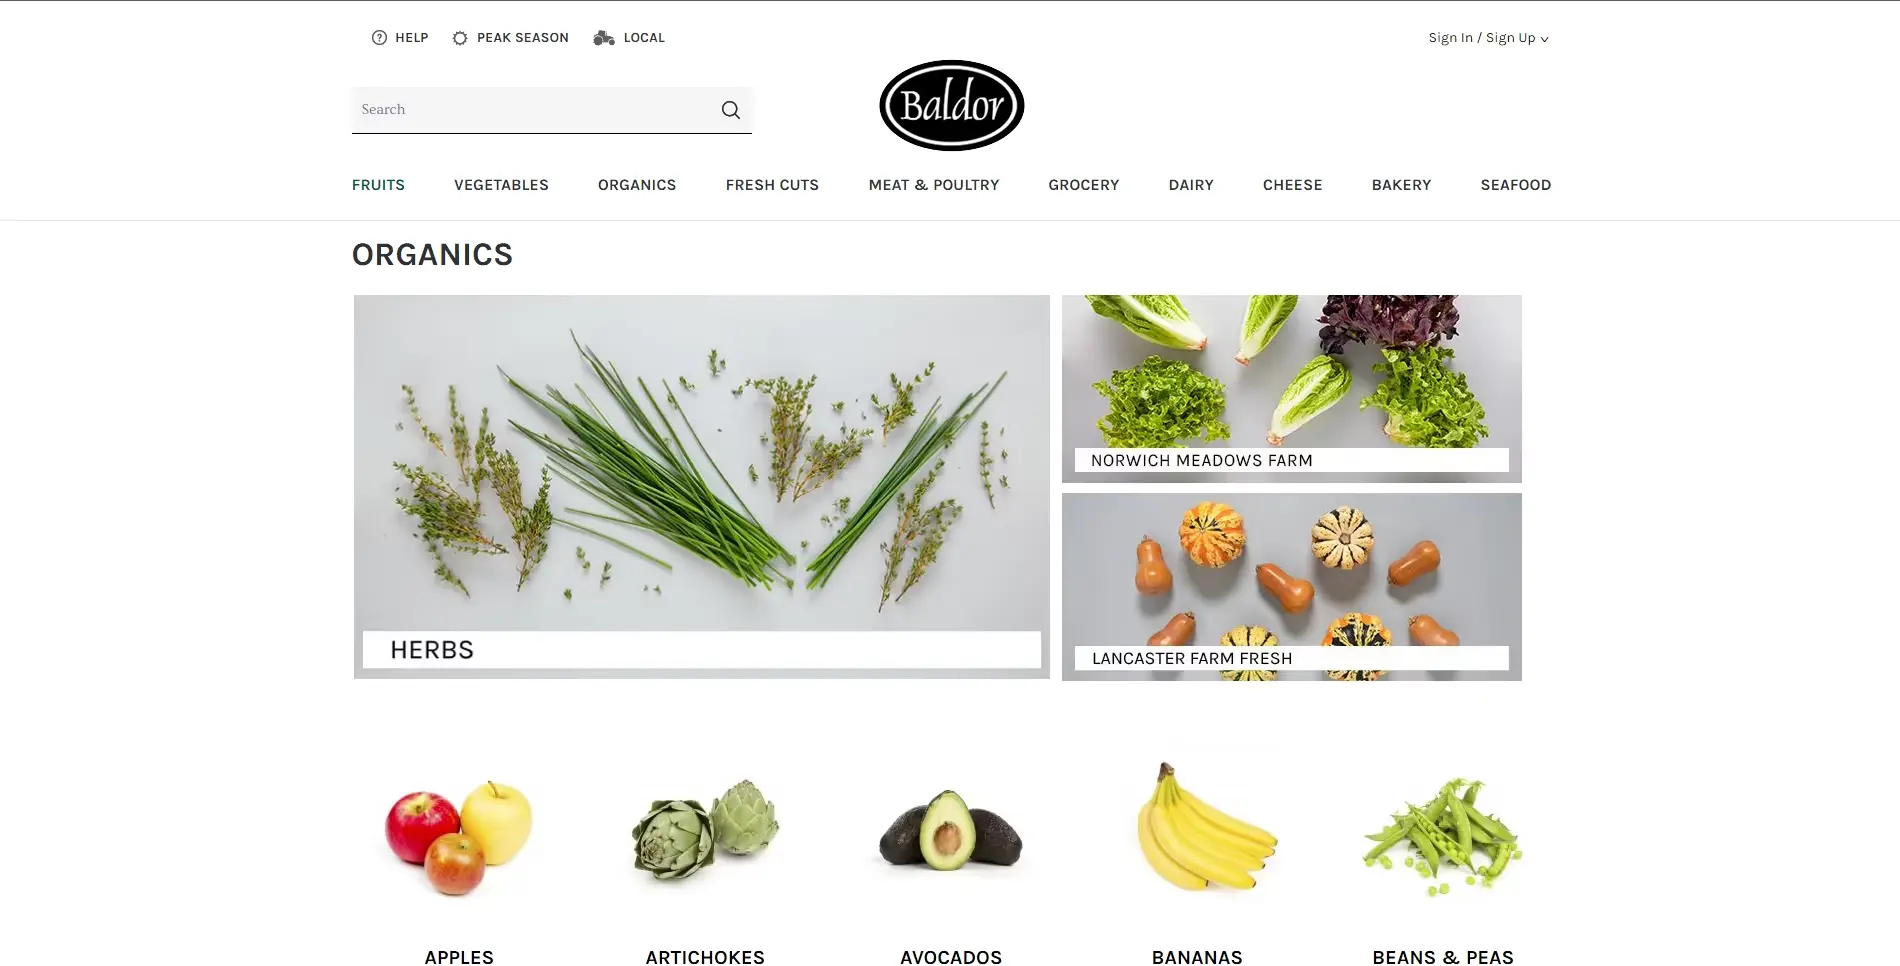 HELP PEAK SEASON LOCAL Sign In / Sign Up
Search
Baldor
FRUITS VEGETABLES ORGANICS FRESH CUTS MEAT & POULTRY GROCERY DAIRY CHEESE BAKERY SEAFOOD
ORGANICS
HERBS
NORWICH MEADOWS FARM
LANCASTER FARM FRESH
APPLES ARTICHOKES AVOCADOS BANANAS BEANS & PEAS